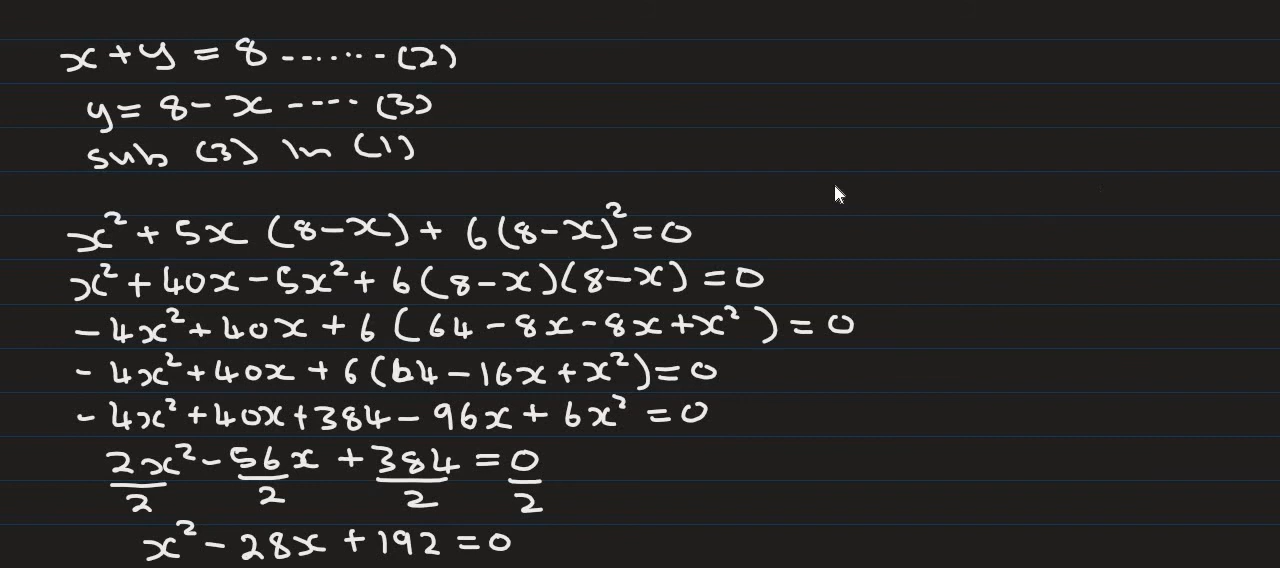 x + y = 8 ........ (2)
y = 8 - x ---- (3)
sub (3) in (1)
x² + 5x (8-x) + 6(8-x)² = 0
x² + 40x - 5x² + 6(8-x)(8-x) = 0
- 4x² + 40x + 6 (64 - 8x - 8x + x²) = 0
- 4x² + 40x + 6(64 - 16x + x²) = 0
- 4x² + 40x + 384 - 96x + 6x² = 0
2x²/2 - 56x/2 + 384/2 = 0/2
x² - 28x + 192 = 0